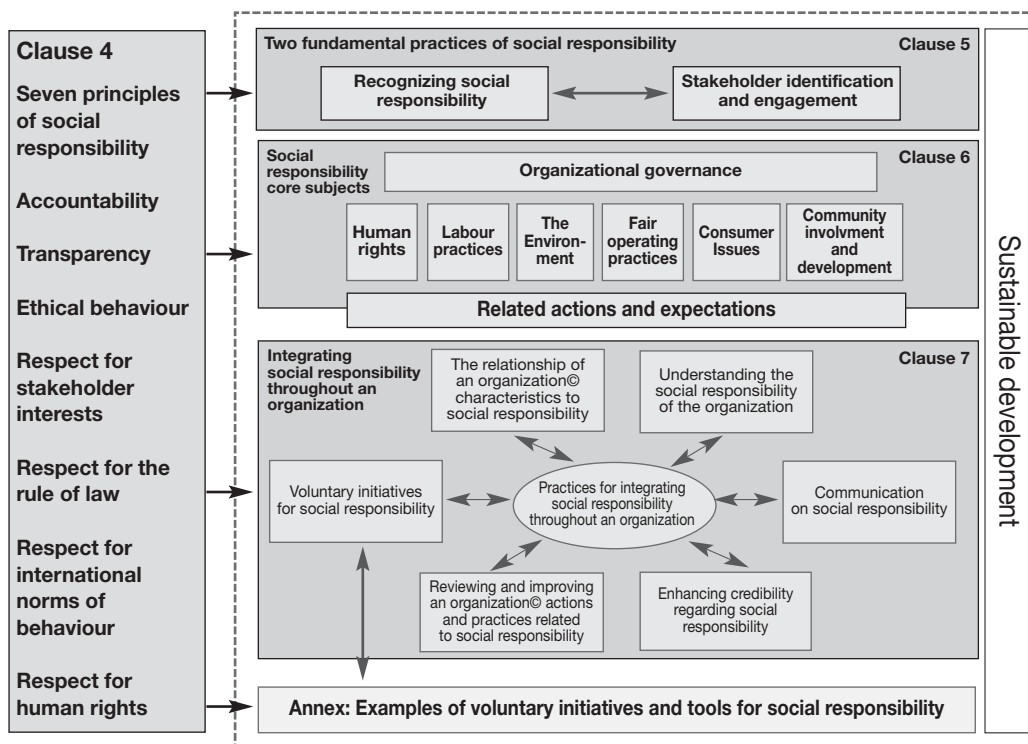 Clause 4
Seven principles
of social
responsibility
Accountability
Transparency
Ethical behaviour
Respect for
stakeholder
interests
Respect for the
rule of law
Respect for
international
norms of
behaviour
Respect for
human rights
Two fundamental practices of social responsibility
Clause 5
Recognizing social
responsibility
Stakeholder identification
and engagement
Social
responsibility
core subjects
Clause 6
Organizational governance
Human
rights
Labour
practices
The
Environ-
ment
Fair
operating
practices
Consumer
Issues
Community
involvment
and
development
Related actions and expectations
Integrating
social responsibility
throughout an
organization
Clause 7
The relationship of
an organization©
characteristics to
social responsibility
Understanding the
social responsibility
of the organization
Voluntary initiatives
for social responsibility
Practices for integrating
social responsibility
throughout an organization
Communication
on social responsibility
Reviewing and improving
an organization© actions
and practices related
to social responsibility
Enhancing credibility
regarding social
responsibility
Annex: Examples of voluntary initiatives and tools for social responsibility
Sustainable development